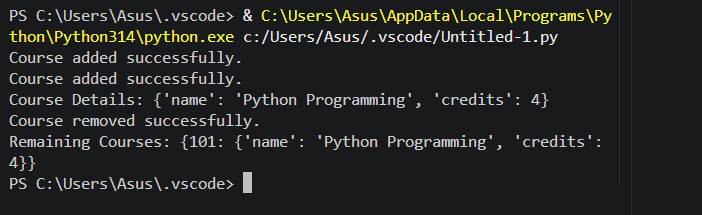 PS C:\Users\Asus\.vscode> & C:\Users\Asus\AppData\Local\Programs\Py
thon\Python314\python.exe c:/Users/Asus/.vscode/Untitled-1.py
Course added successfully.
Course added successfully.
Course Details: {'name': 'Python Programming', 'credits': 4}
Course removed successfully.
Remaining Courses: {101: {'name': 'Python Programming', 'credits':
4}}
PS C:\Users\Asus\.vscode>